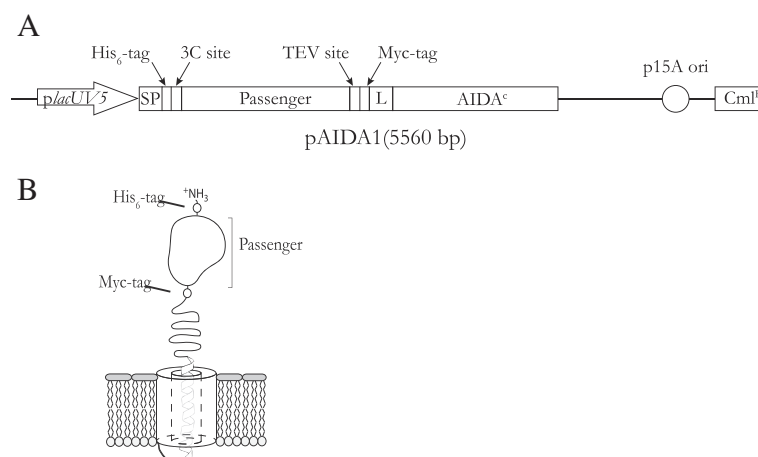 A
His₆-tag 3C site TEV site Myc-tag p15A ori
placUV5 SP Passenger L AIDAᶜ Cmlᴿ
pAIDA1(5560 bp)
B
His₆-tag ⁺NH₃
Passenger
Myc-tag